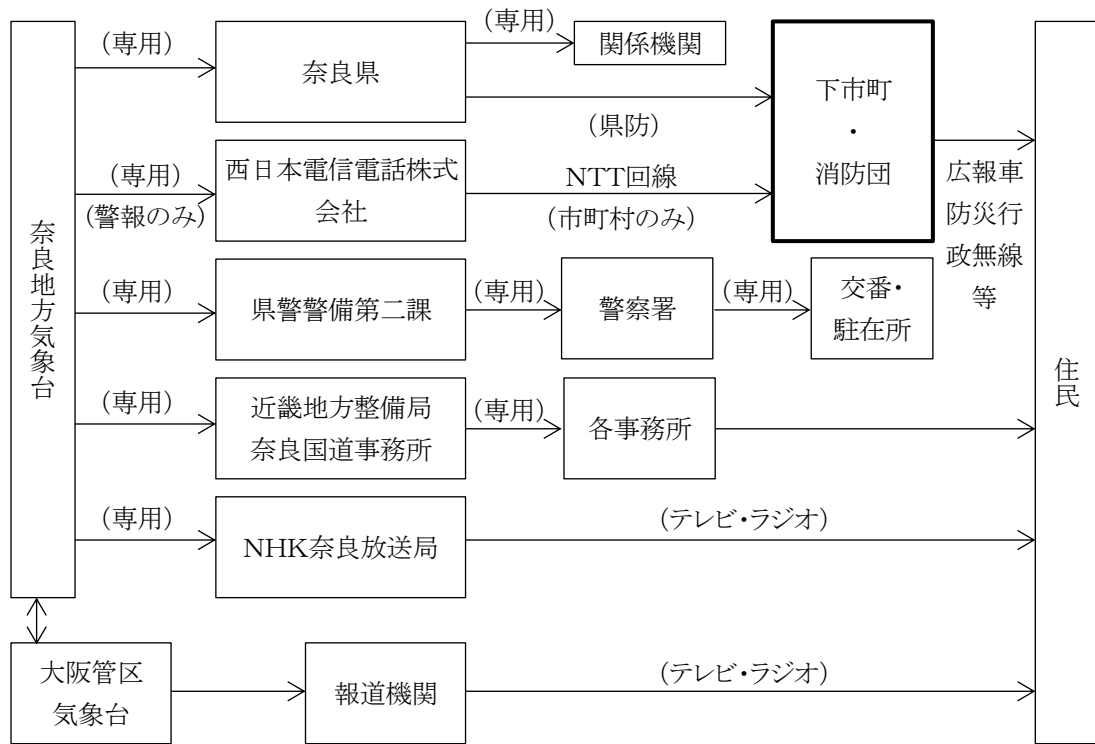 (専用)
奈良県
(専用)
関係機関
(県防)
下市町
・
消防団
広報車
防災行
政無線
等
(専用)
(警報のみ)
西日本電信電話株式
会社
NTT回線
(市町村のみ)
奈良地方気象台
(専用)
県警警備第二課
(専用)
警察署
(専用)
交番・
駐在所
住民
(専用)
近畿地方整備局
奈良国道事務所
(専用)
各事務所
(専用)
NHK奈良放送局
(テレビ・ラジオ)
大阪管区
気象台
報道機関
(テレビ・ラジオ)